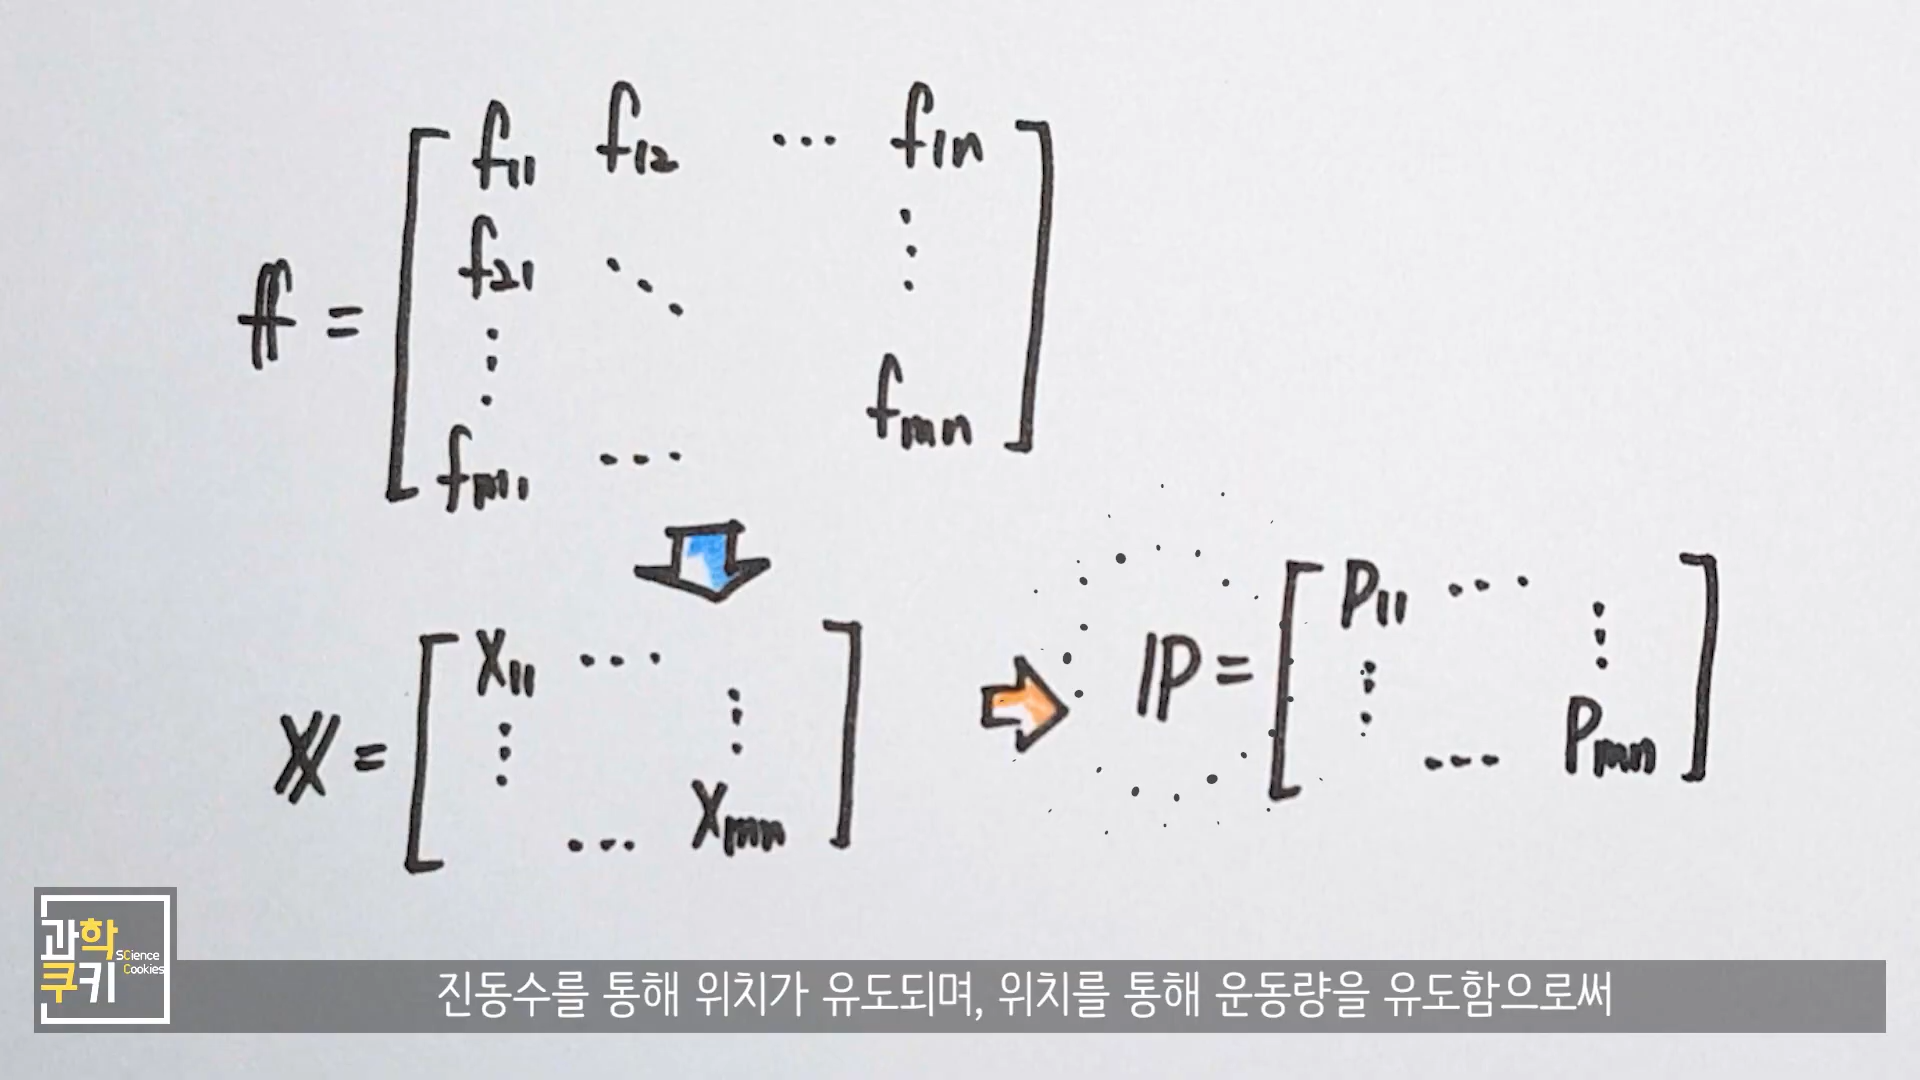 f = [ f11 f12 ... f1n
f21 ⋱ ⋮
⋮
fm1 ... fmn ]
X = [ x11 ...
⋮ ⋮
... xmn ]
P = [ p11 ...
⋮ ⋮
... pmn ]
과학
쿠키
SCience
Cookies
진동수를 통해 위치가 유도되며, 위치를 통해 운동량을 유도함으로써